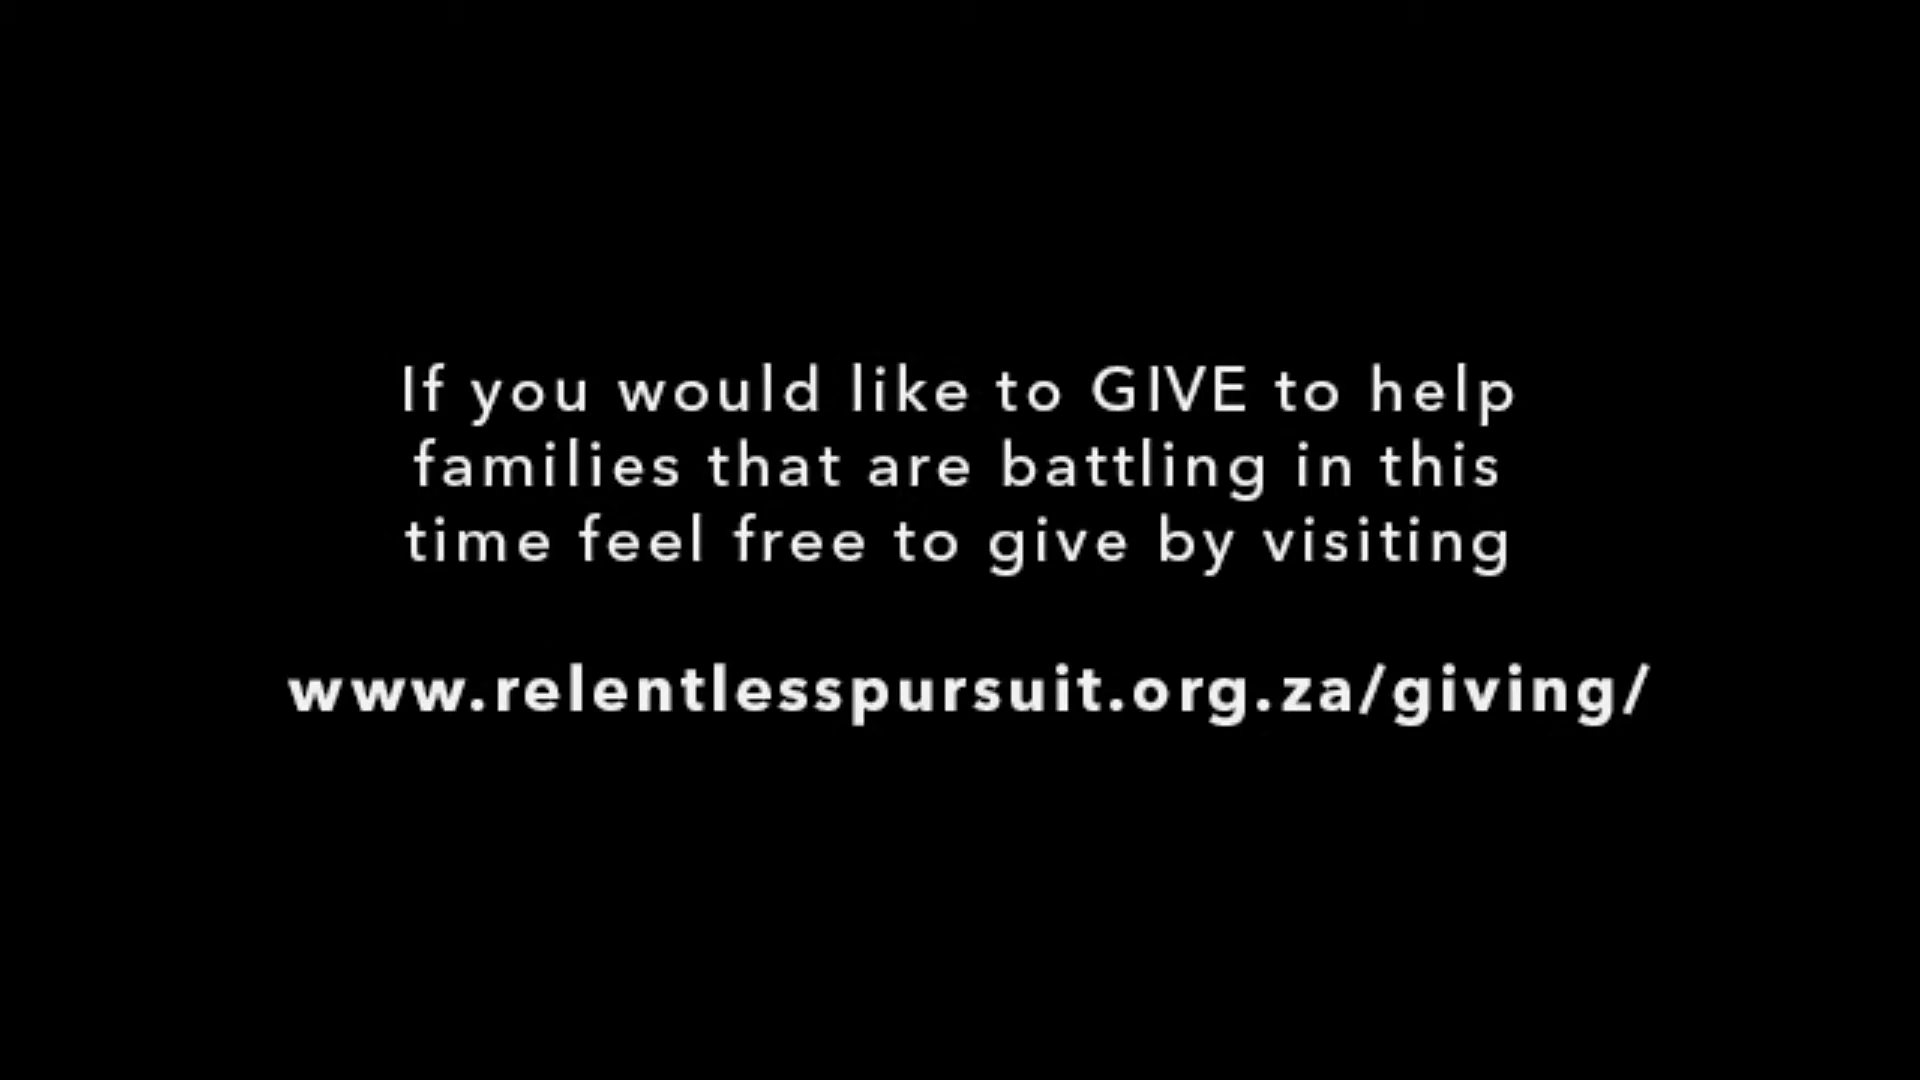 If you would like to GIVE to help
families that are battling in this
time feel free to give by visiting
www.relentlesspursuit.org.za/giving/